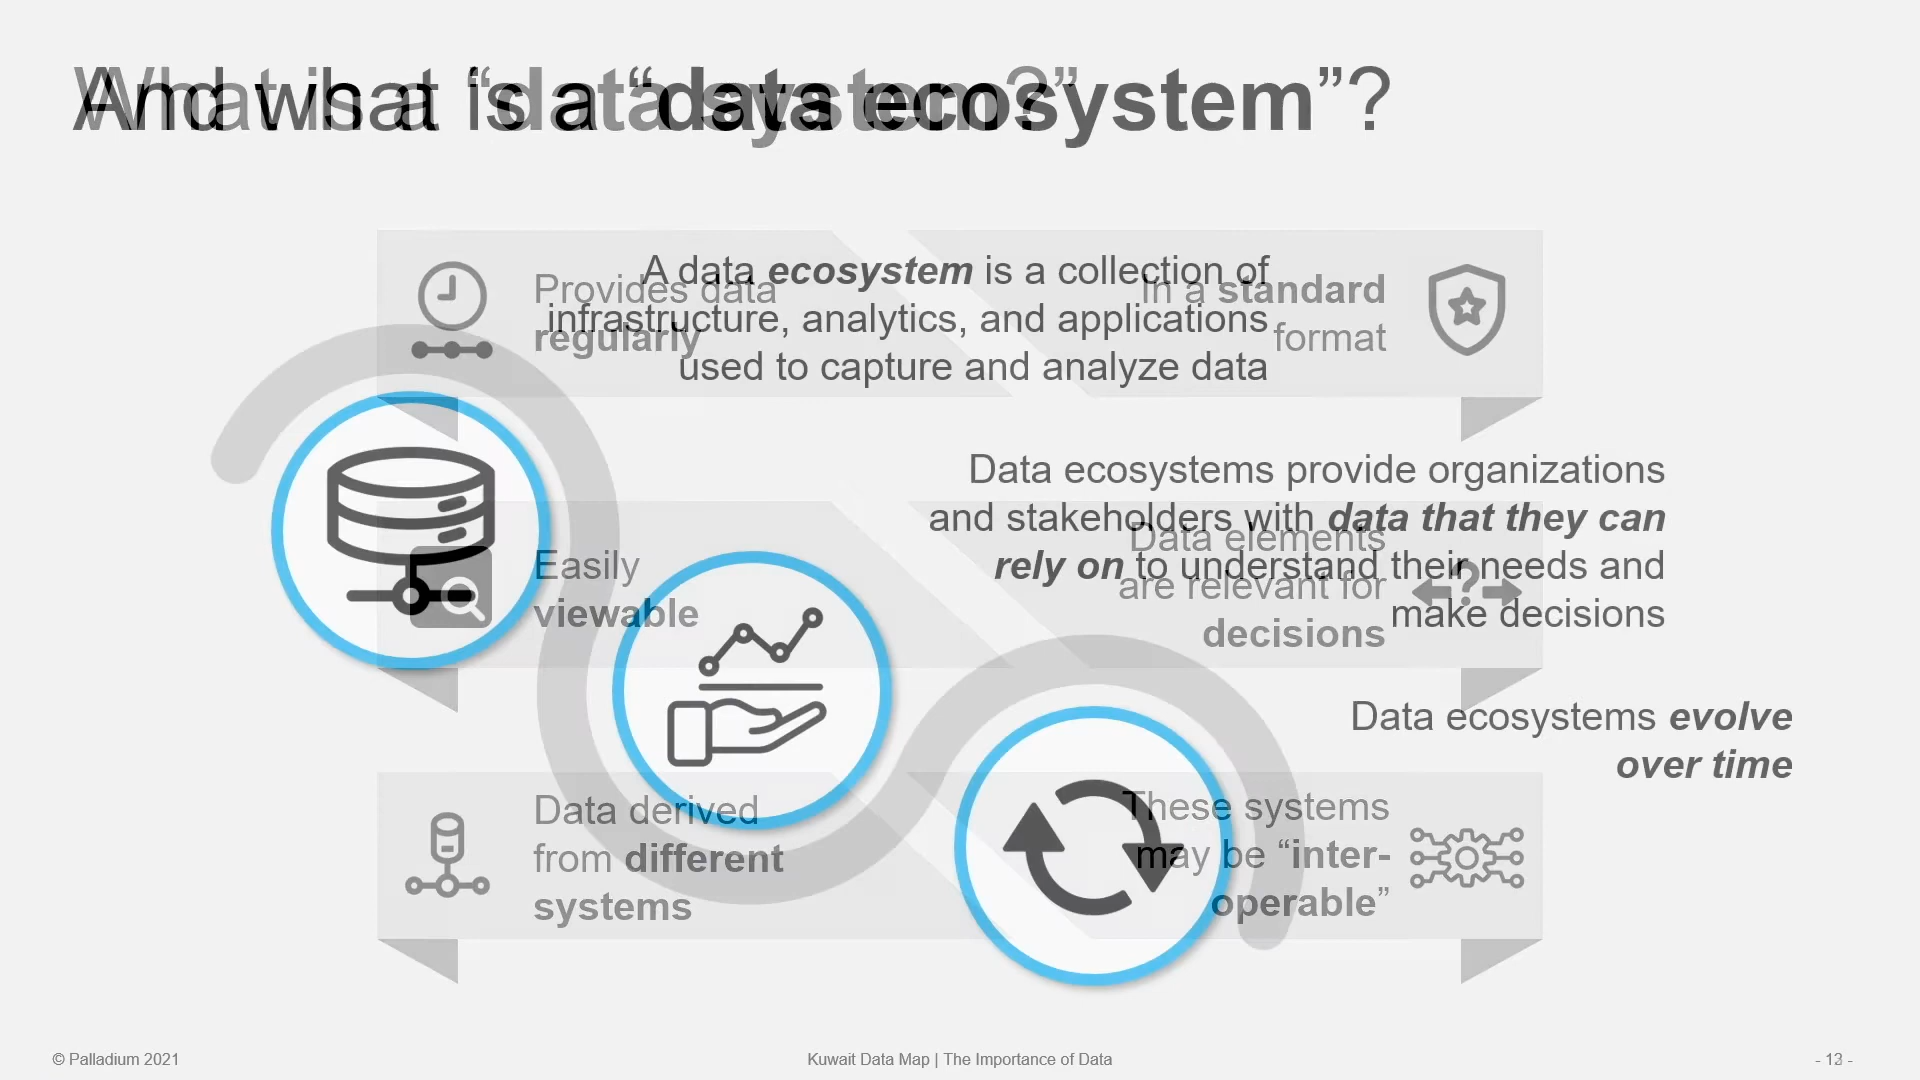 What is a “data system?”
And what is a “data ecosystem”?
Provides data
regularly
In a standard
format
Easily
viewable
Data elements
are relevant for
decisions
Data derived
from different
systems
These systems
may be “inter-
operable”
A data ecosystem is a collection of
infrastructure, analytics, and applications
used to capture and analyze data
Data ecosystems provide organizations
and stakeholders with data that they can
rely on to understand their needs and
make decisions
Data ecosystems evolve
over time
© Palladium 2021
Kuwait Data Map | The Importance of Data